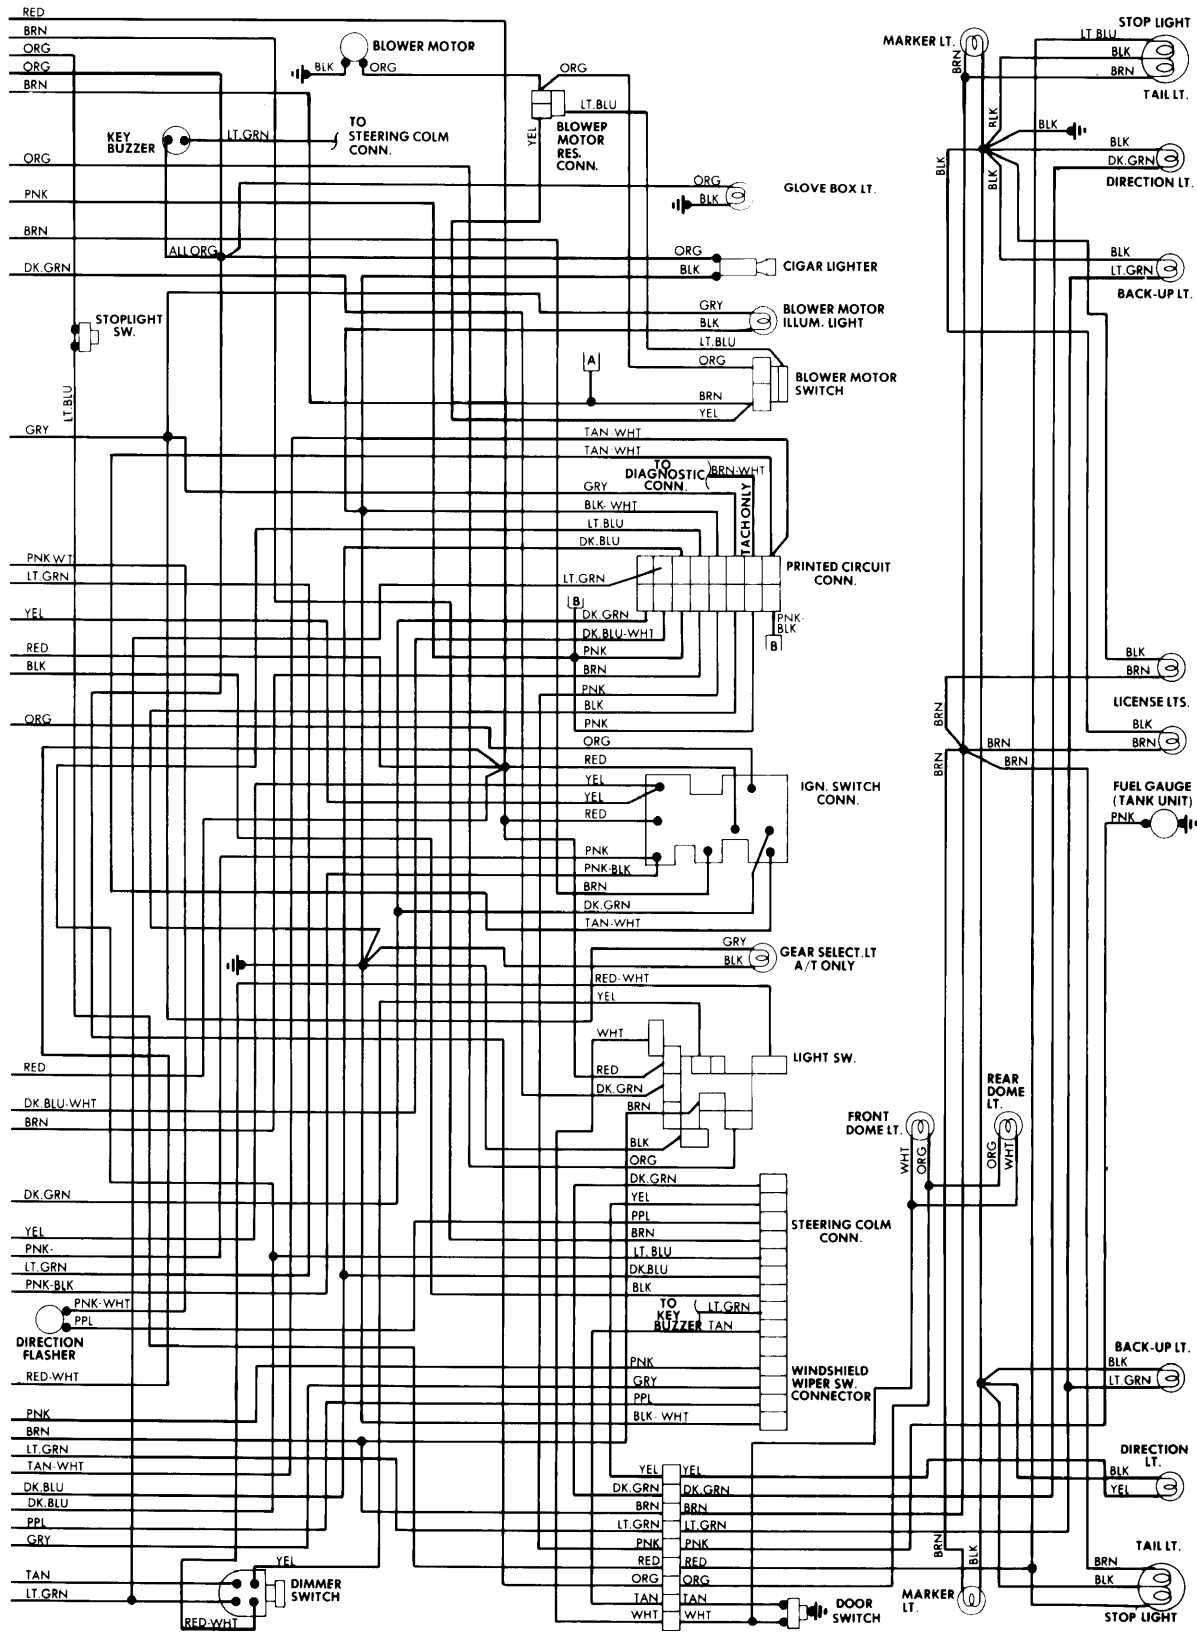 RED
BRN
ORG
ORG
BRN
BLOWER MOTOR
BLK
ORG
ORG
LT.BLU
YEL
BLOWEP
MOTOR
RES.
CONN.
KEY
BUZZER
LT.GRN
TO
STEERING COLM
CONN.
ORG
PNK
BRN
DK.GRN
ALL ORG
ORG
BLK
GLOVE BOX LT.
ORG
BLK
CIGAR LIGHTER
GRY
BLK
BLOWER MOTOR
ILLUM. LIGHT
LT.BLU
ORG
BLOWER MOTOR
SWITCH
BRN
YEL
A
STOPLIGHT
SW.
LT.BLU
GRY
TAN-WHT
TAN-WHT
TO
DIAGNOSTIC
CONN.
BRN-WHT
TACH ONLY
GRY
BLK-WHT
LT.BLU
DK.BLU
LT.GRN
PRINTED CIRCUIT
CONN.
B
PNK-
BLK
B
DK.GRN
DK.BLU-WHT
PNK
BRN
PNK
BLK
PNK
ORG
RED
YEL
YEL
RED
PNK
PNK-BLK
BRN
DK.GRN
TAN-WHT
IGN. SWITCH
CONN.
PNK WT
LT.GRN
YEL
RED
BLK
ORG
GRY
BLK
GEAR SELECT.LT
A/T ONLY
RED-WHT
YEL
WHT
RED
DK.GRN
BRN
BLK
ORG
LIGHT SW.
RED
DK.BLU-WHT
BRN
DK.GRN
YEL
PNK-
LT.GRN
PNK-BLK
PNK-WHT
PPL
DIRECTION
FLASHER
RED-WHT
DK.GRN
YEL
PPL
BRN
LT.BLU
DK.BLU
BLK
TO
KEY
BUZZER
LT.GRN
TAN
PNK
GRY
PPL
BLK-WHT
STEERING COLM
CONN.
WINDSHIELD
WIPER SW.
CONNECTOR
PNK
BRN
LT.GRN
TAN-WHT
DK.BLU
DK.BLU
PPL
GRY
TAN
LT.GRN
YEL
RED-WHT
DIMMER
SWITCH
YEL YEL
DK.GRN DK.GRN
BRN BRN
LT.GRN LT.GRN
PNK PNK
RED RED
ORG ORG
TAN TAN
WHT WHT
DOOR
SWITCH
MARKER LT.
BRN
STOP LIGHT
LT BLU
BLK
BRN
TAIL LT.
BLK
BLK
BLK
BLK
BLK
DK.GRN
DIRECTION LT.
BLK
LT.GRN
BACK-UP LT.
BLK
BRN
LICENSE LTS.
BLK
BRN
BRN
BRN
BRN
BRN
FUEL GAUGE
(TANK UNIT)
PNK
REAR
DOME
LT.
FRONT
DOME LT.
WHT
ORG
ORG
WHT
BACK-UP LT.
BLK
LT.GRN
DIRECTION
LT.
BLK
YEL
TAIL LT.
BRN
BLK
STOP LIGHT
BRN
BLK
MARKER
LT.